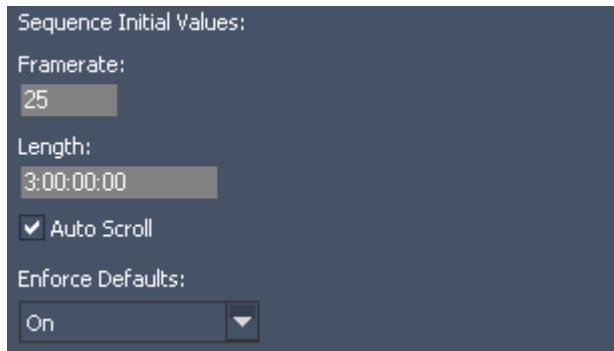 Sequence Initial Values:
Framerate:
25
Length:
3:00:00:00
Auto Scroll
Enforce Defaults:
On